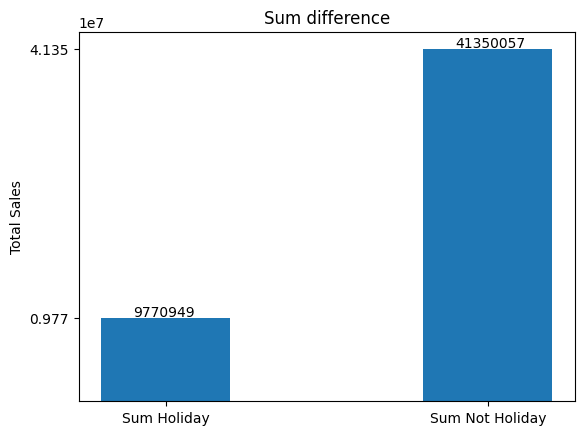 Sum difference
1e7
4.135
41350057
Total Sales
9770949
0.977
Sum Holiday
Sum Not Holiday